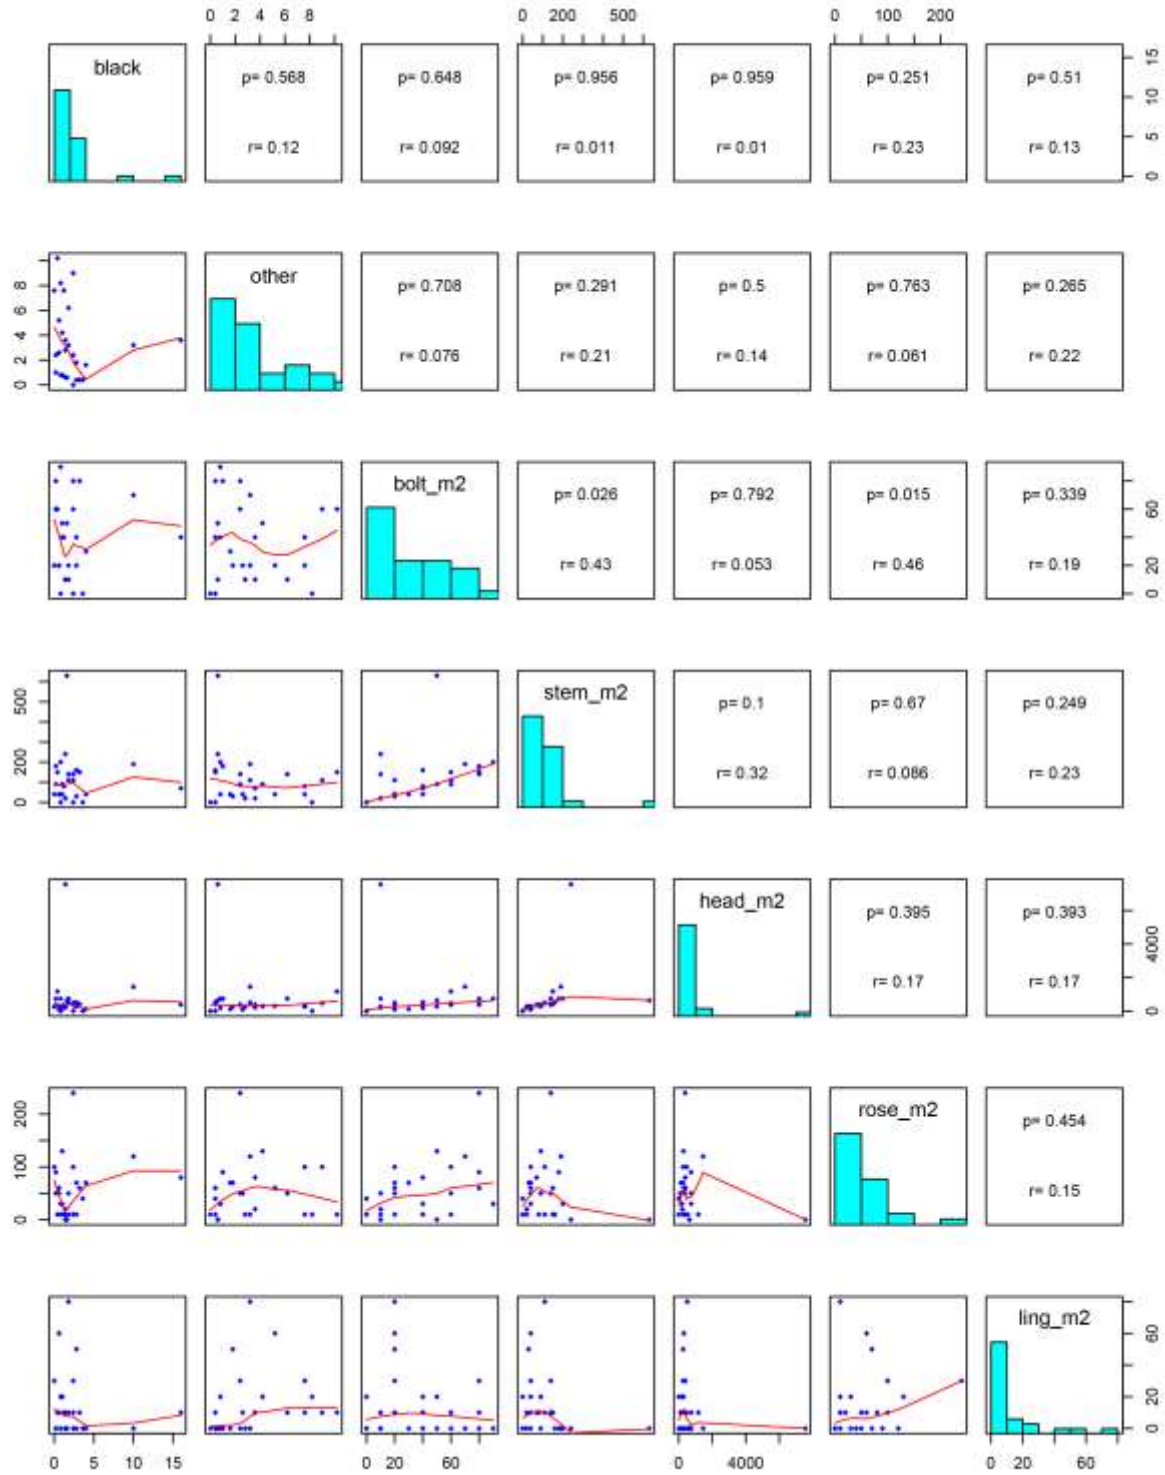 0 2 4 6 8
0 200 500
0 100 200
black
p= 0.568
p= 0.648
p= 0.956
p= 0.959
p= 0.251
p= 0.51
r= 0.12
r= 0.092
r= 0.011
r= 0.01
r= 0.23
r= 0.13
0 5 10 15
other
p= 0.708
p= 0.291
p= 0.5
p= 0.763
p= 0.265
r= 0.076
r= 0.21
r= 0.14
r= 0.061
r= 0.22
0 2 4 6 8
bolt_m2
p= 0.026
p= 0.792
p= 0.015
p= 0.339
r= 0.43
r= 0.053
r= 0.46
r= 0.19
0 20 60
stem_m2
p= 0.1
p= 0.67
p= 0.249
r= 0.32
r= 0.086
r= 0.23
0 200 500
head_m2
p= 0.395
p= 0.393
r= 0.17
r= 0.17
0 4000
rose_m2
p= 0.454
r= 0.15
0 100 200
ling_m2
0 20 60
0 5 10 15
0 20 60
0 4000
0 20 60